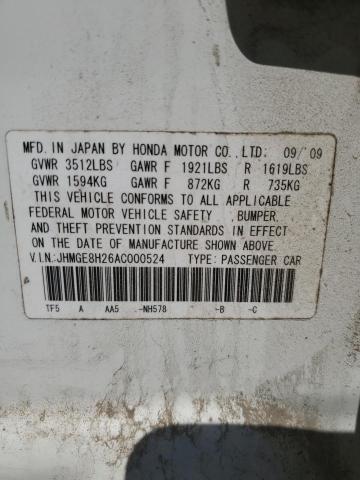 MFD. IN JAPAN BY HONDA MOTOR CO., LTD. 09/'09
GVWR 3512LBS GAWR F 1921LBS R 1619LBS
GVWR 1594KG GAWR F 872KG R 735KG
THIS VEHICLE CONFORMS TO ALL APPLICABLE
FEDERAL MOTOR VEHICLE SAFETY, BUMPER,
AND THEFT PREVENTION STANDARDS IN EFFECT
ON THE DATE OF MANUFACTURE SHOWN ABOVE.
V.I.N:JHMGE8H26AC000524 TYPE:PASSENGER CAR
TF5 A AA5 -NH578 -B -C